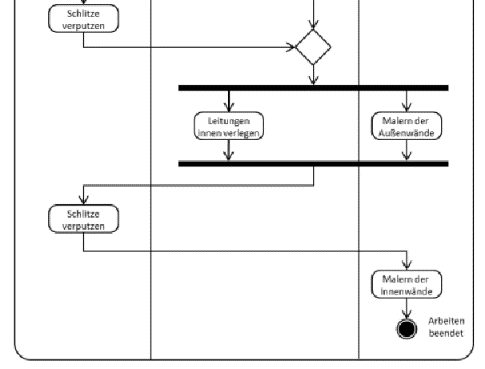 Schlitze
verputzen
Leitungen
innen verlegen
Malern der
Außenwände
Schlitze
verputzen
Malern der
Innenwände
Arbeiten
beendet